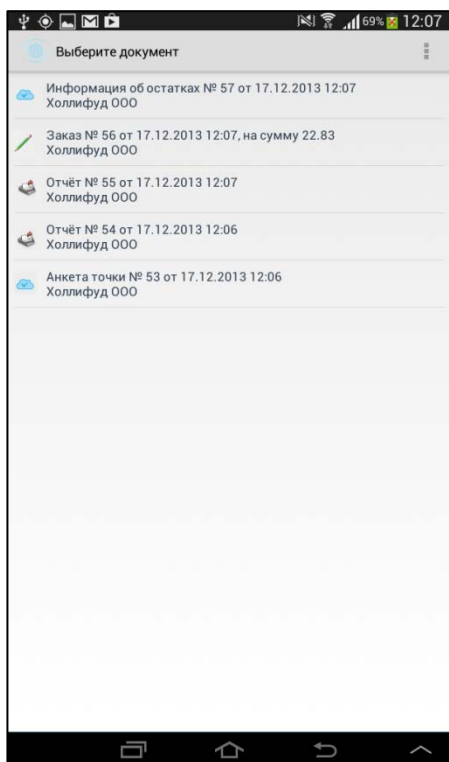 69% 12:07
Выберите документ
Информация об остатках № 57 от 17.12.2013 12:07
Холлифуд ООО
Заказ № 56 от 17.12.2013 12:07, на сумму 22.83
Холлифуд ООО
Отчёт № 55 от 17.12.2013 12:07
Холлифуд ООО
Отчёт № 54 от 17.12.2013 12:06
Холлифуд ООО
Анкета точки № 53 от 17.12.2013 12:06
Холлифуд ООО